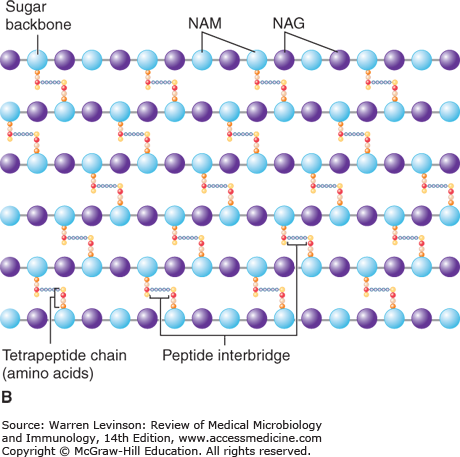 Sugar
backbone
NAM
NAG
Tetrapeptide chain
(amino acids)
Peptide interbridge
B
Source: Warren Levinson: Review of Medical Microbiology
and Immunology, 14th Edition, www.accessmedicine.com
Copyright © McGraw-Hill Education. All rights reserved.